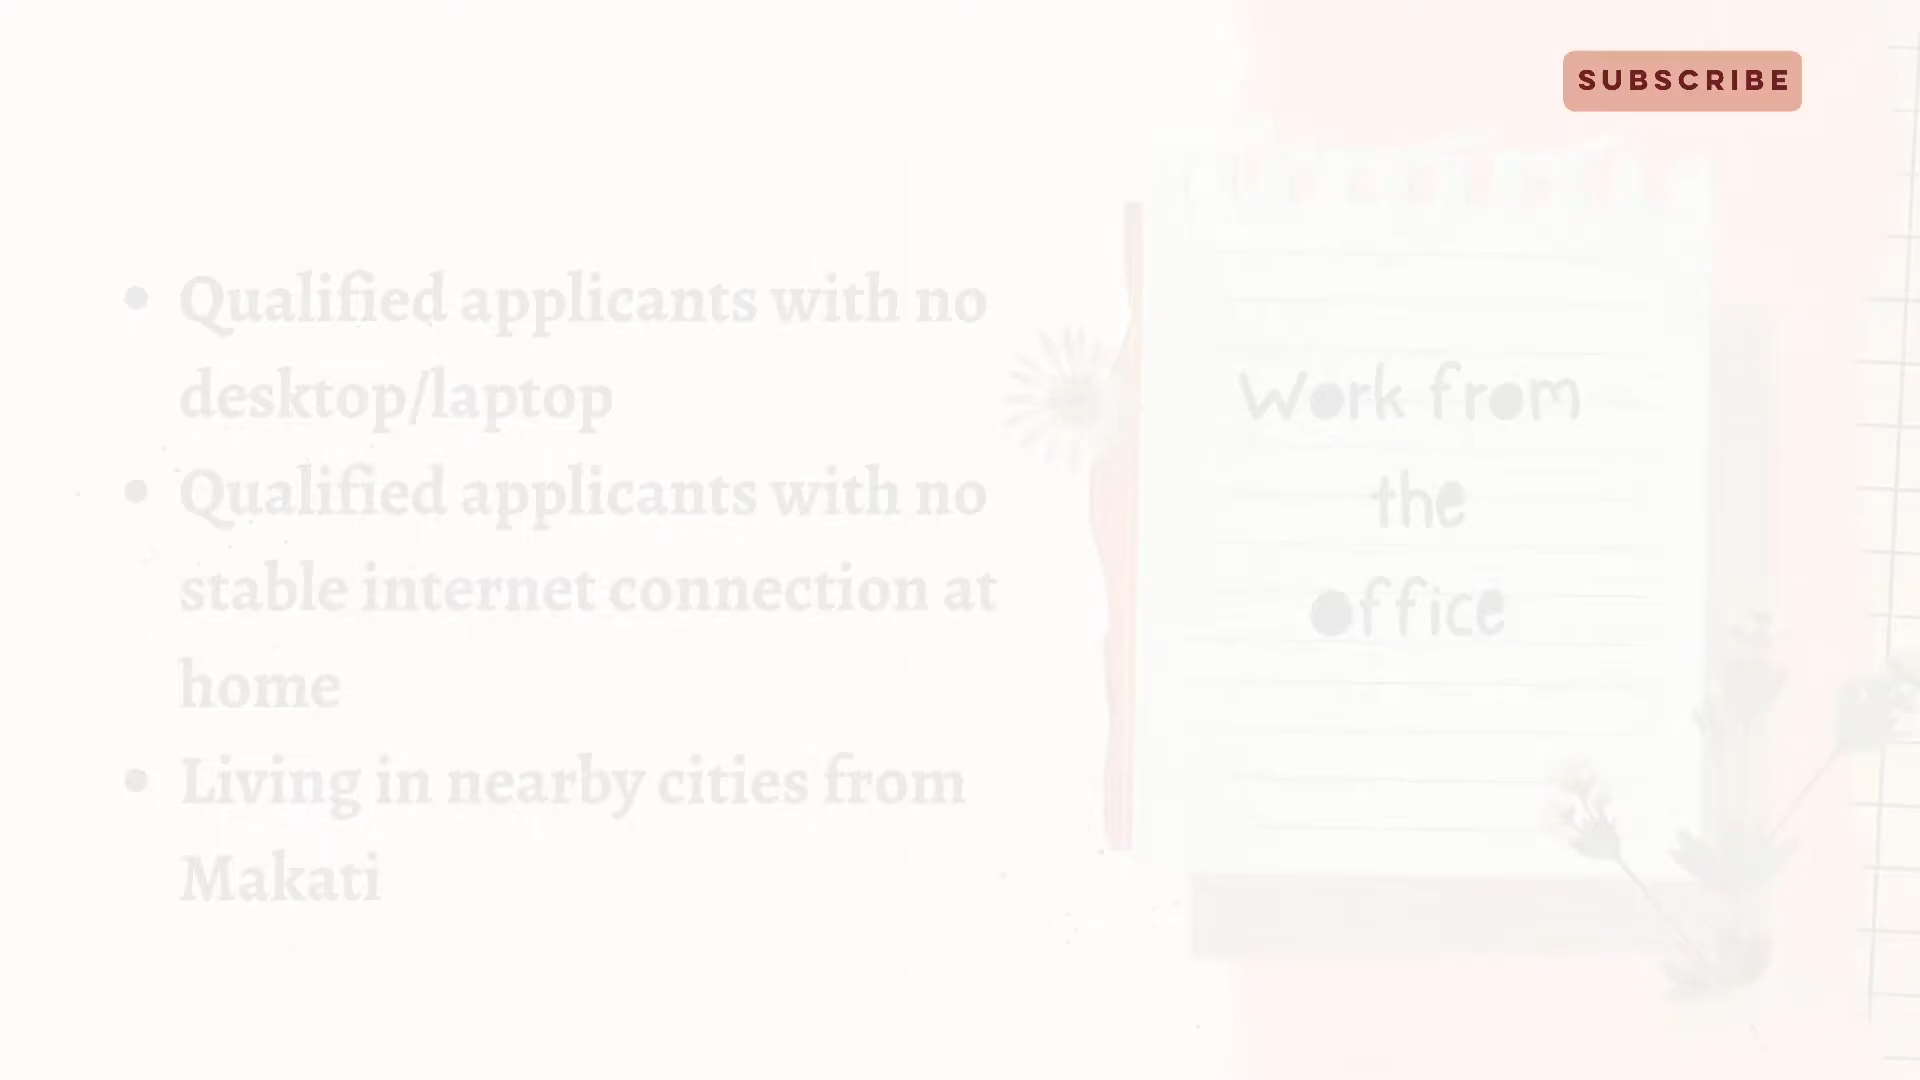 SUBSCRIBE
• Qualified applicants with no
desktop/laptop
• Qualified applicants with no
stable internet connection at
home
• Living in nearby cities from
Makati
Work from
the
office